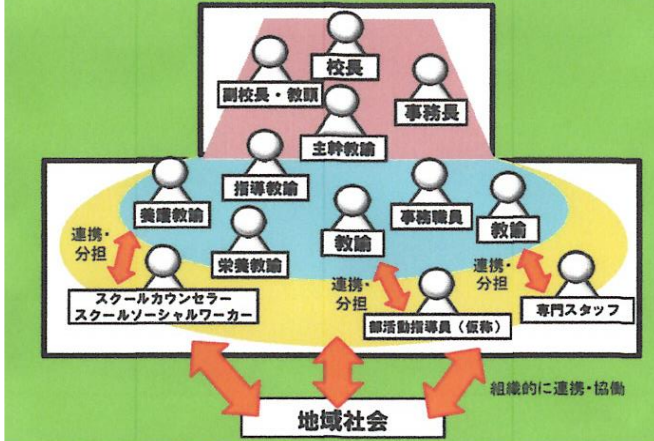 校長
副校長・教頭
事務長
主幹教諭
指導教諭
養護教諭
事務職員
教諭
教諭
栄養教諭
連携・
分担
連携・
分担
連携・
分担
スクールカウンセラー
スクールソーシャルワーカー
部活動指導員（仮称）
専門スタッフ
組織的に連携・協働
地域社会